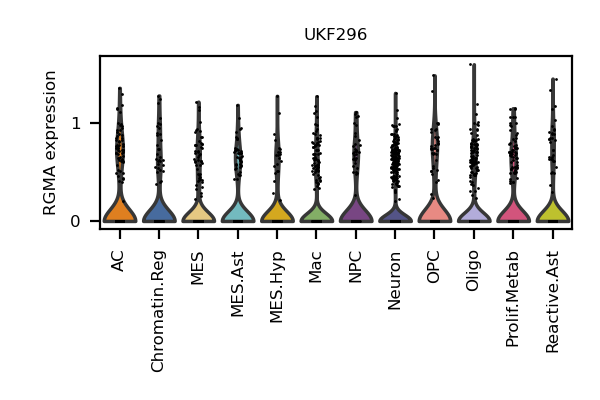 UKF296
RGMA expression
1
0
AC
Chromatin.Reg
MES
MES.Ast
MES.Hyp
Mac
NPC
Neuron
OPC
Oligo
Prolif.Metab
Reactive.Ast